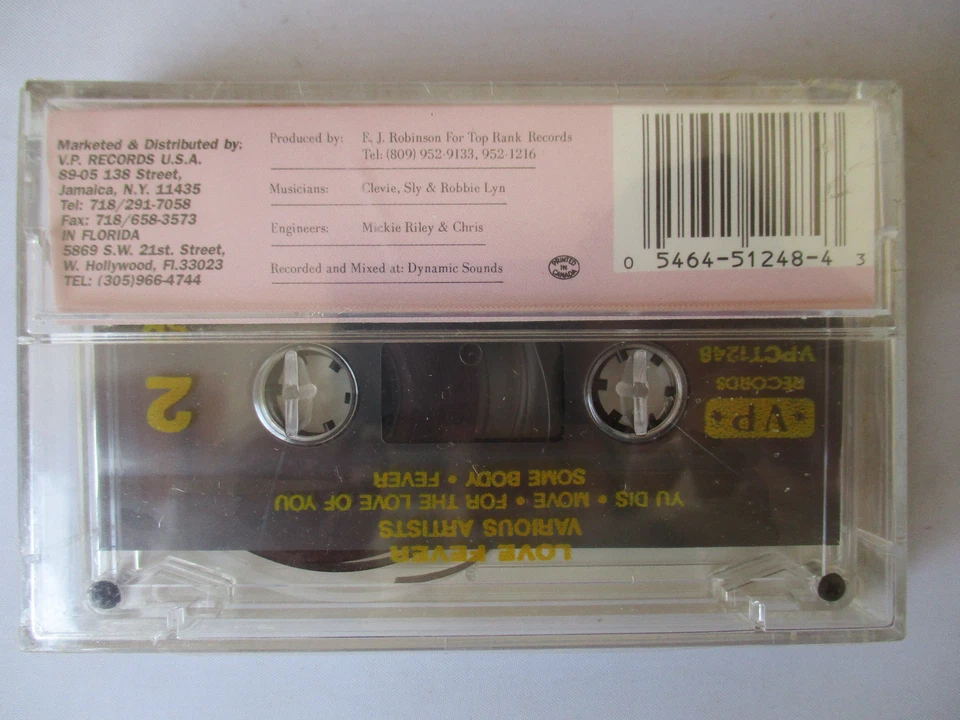 Marketed & Distributed by;
V.P. RECORDS U.S.A.
89-05 138 Street,
Jamaica, N.Y. 11435
Tel: 718/291-7058
Fax: 718/658-3573
IN FLORIDA
5869 S.W. 21st. Street,
W. Hollywood, Fl.33023
TEL: (305)966-4744
Produced by: E. J. Robinson For Top Rank Records
Tel: (809) 952-9133, 952-1216
Musicians: Clevie, Sly & Robbie Lyn
Engineers: Mickie Riley & Chris
Recorded and Mixed at: Dynamic Sounds
PRINTED
IN
CANADA
0 5464-51248-4 3
LOVE FEVER
VARIOUS ARTISTS
YU DIS • MOVE • FOR THE LOVE OF YOU
SOME BODY • FEVER
VP
RECORDS
VPCT1248
2